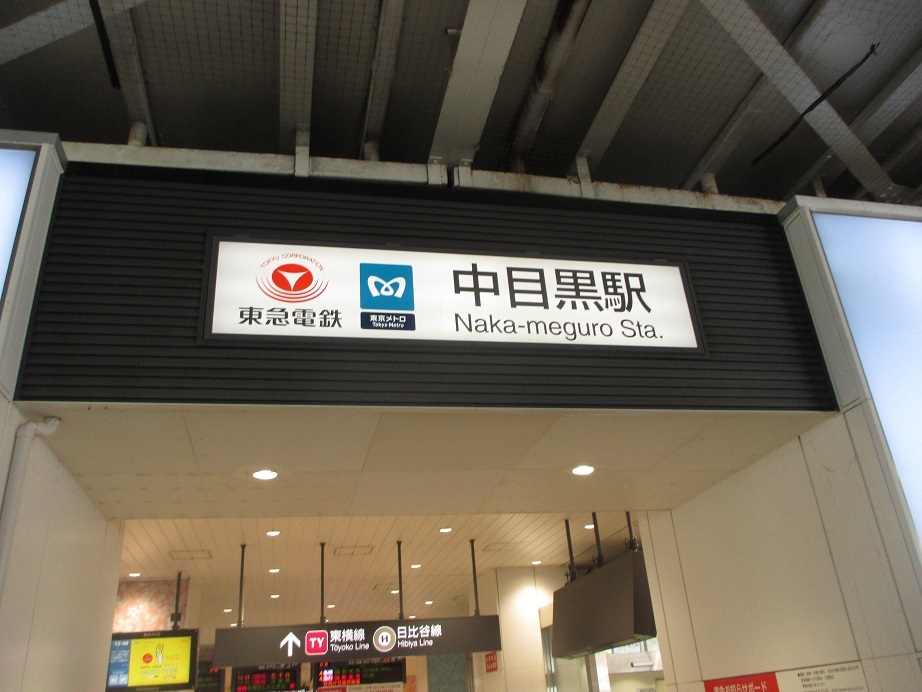 TOKYU CORPORATION
東急電鉄
東京メトロ
Tokyo Metro
中目黒駅
Naka-meguro Sta.
↑ TY 東横線 H 日比谷線
Toyoko Line Hibiya Line